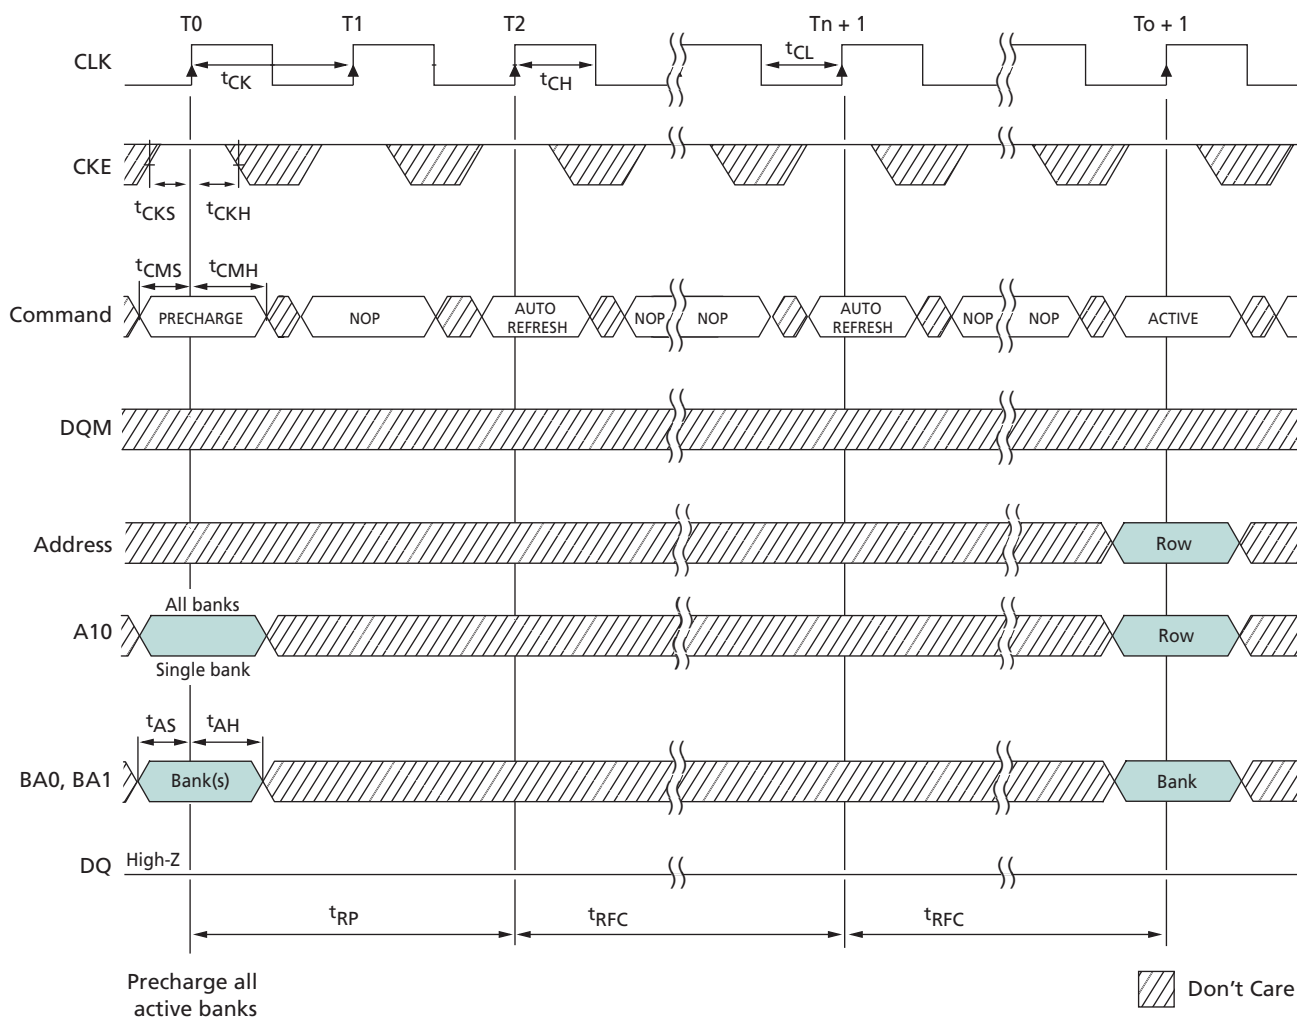 T0 T1 T2 Tn + 1 To + 1
CLK
tCK tCH tCL
CKE
tCKS tCKH
tCMS tCMH
Command PRECHARGE NOP AUTO REFRESH NOP NOP AUTO REFRESH NOP NOP ACTIVE
DQM
Address Row
All banks
A10 Row
Single bank
tAS tAH
BA0, BA1 Bank(s) Bank
DQ High-Z
tRP tRFC tRFC
Precharge all
active banks
Don't Care